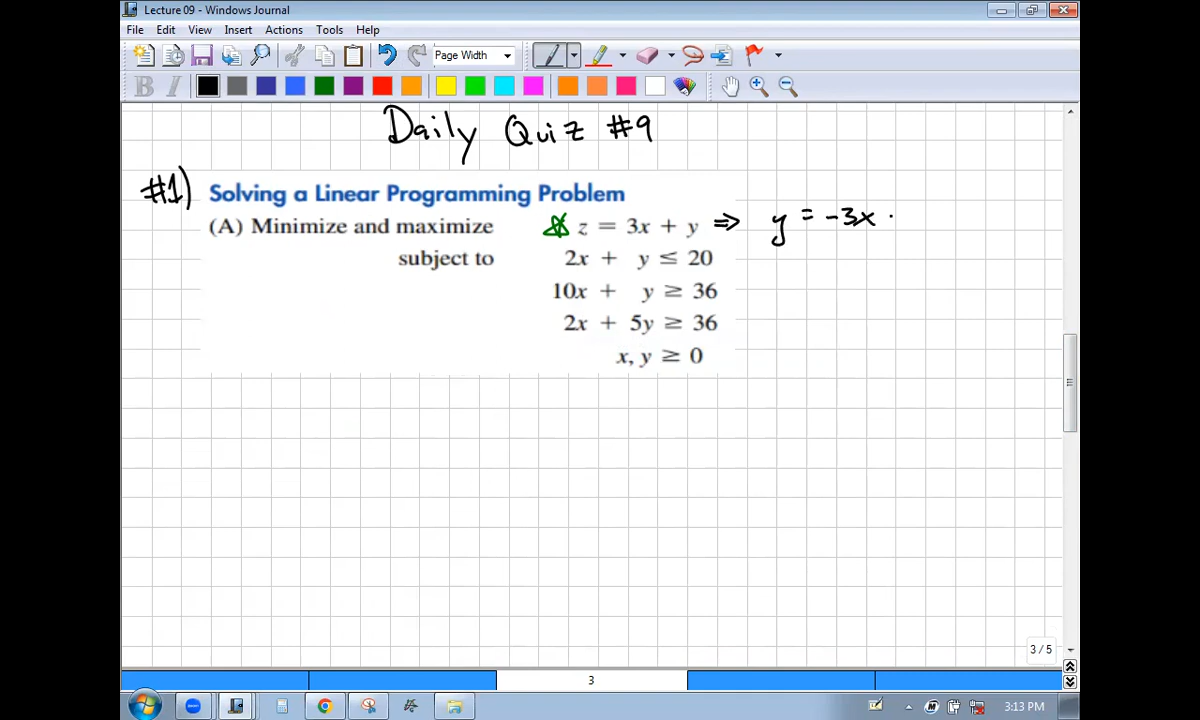 Lecture 09 - Windows Journal
File Edit View Insert Actions Tools Help
Page Width
B I
Daily Quiz #9
#1) Solving a Linear Programming Problem
(A) Minimize and maximize z = 3x + y ⇒ y = -3x
subject to 2x + y ≤ 20
10x + y ≥ 36
2x + 5y ≥ 36
x, y ≥ 0
3 / 5
3
3:13 PM